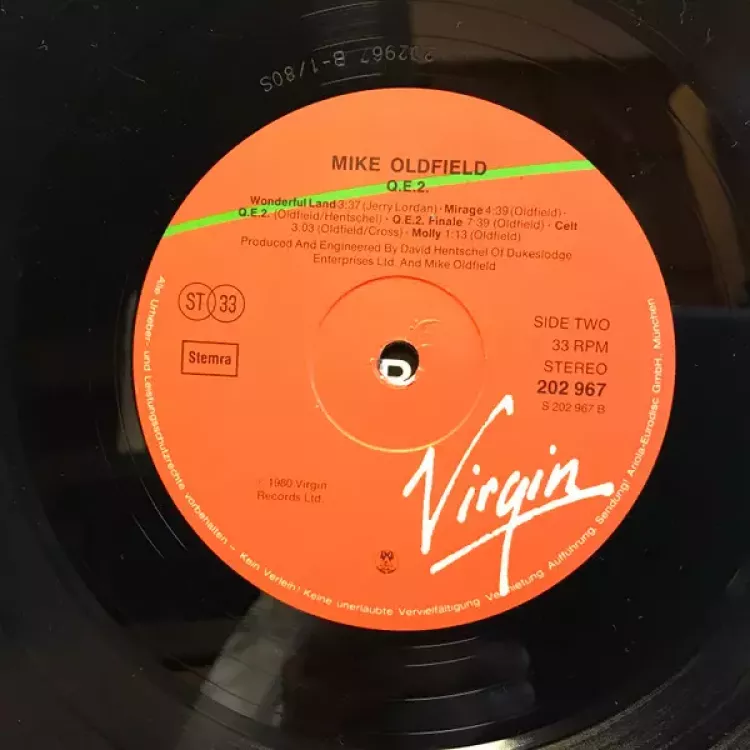 202967 B-1/80S
MIKE OLDFIELD
Q.E.2.
Wonderful Land 3:37 (Jerry Lordan) · Mirage 4:39 (Oldfield) ·
Q.E.2. (Oldfield/Hentschel) · Q.E.2. Finale 7:39 (Oldfield) · Celt
3:03 (Oldfield/Cross) · Molly 1:13 (Oldfield)
Produced And Engineered By David Hentschel Of Dukeslodge
Enterprises Ltd. And Mike Oldfield
ST 33
Stemra
SIDE TWO
33 RPM
STEREO
202 967
S 202 967 B
1980 Virgin
Records Ltd.
Virgin
Alle Urheber- und Leistungsschutzrechte vorbehalten – Kein Verleih! Keine unerlaubte Vervielfältigung, Vermietung, Aufführung, Sendung! Ariola-Eurodisc GmbH, München